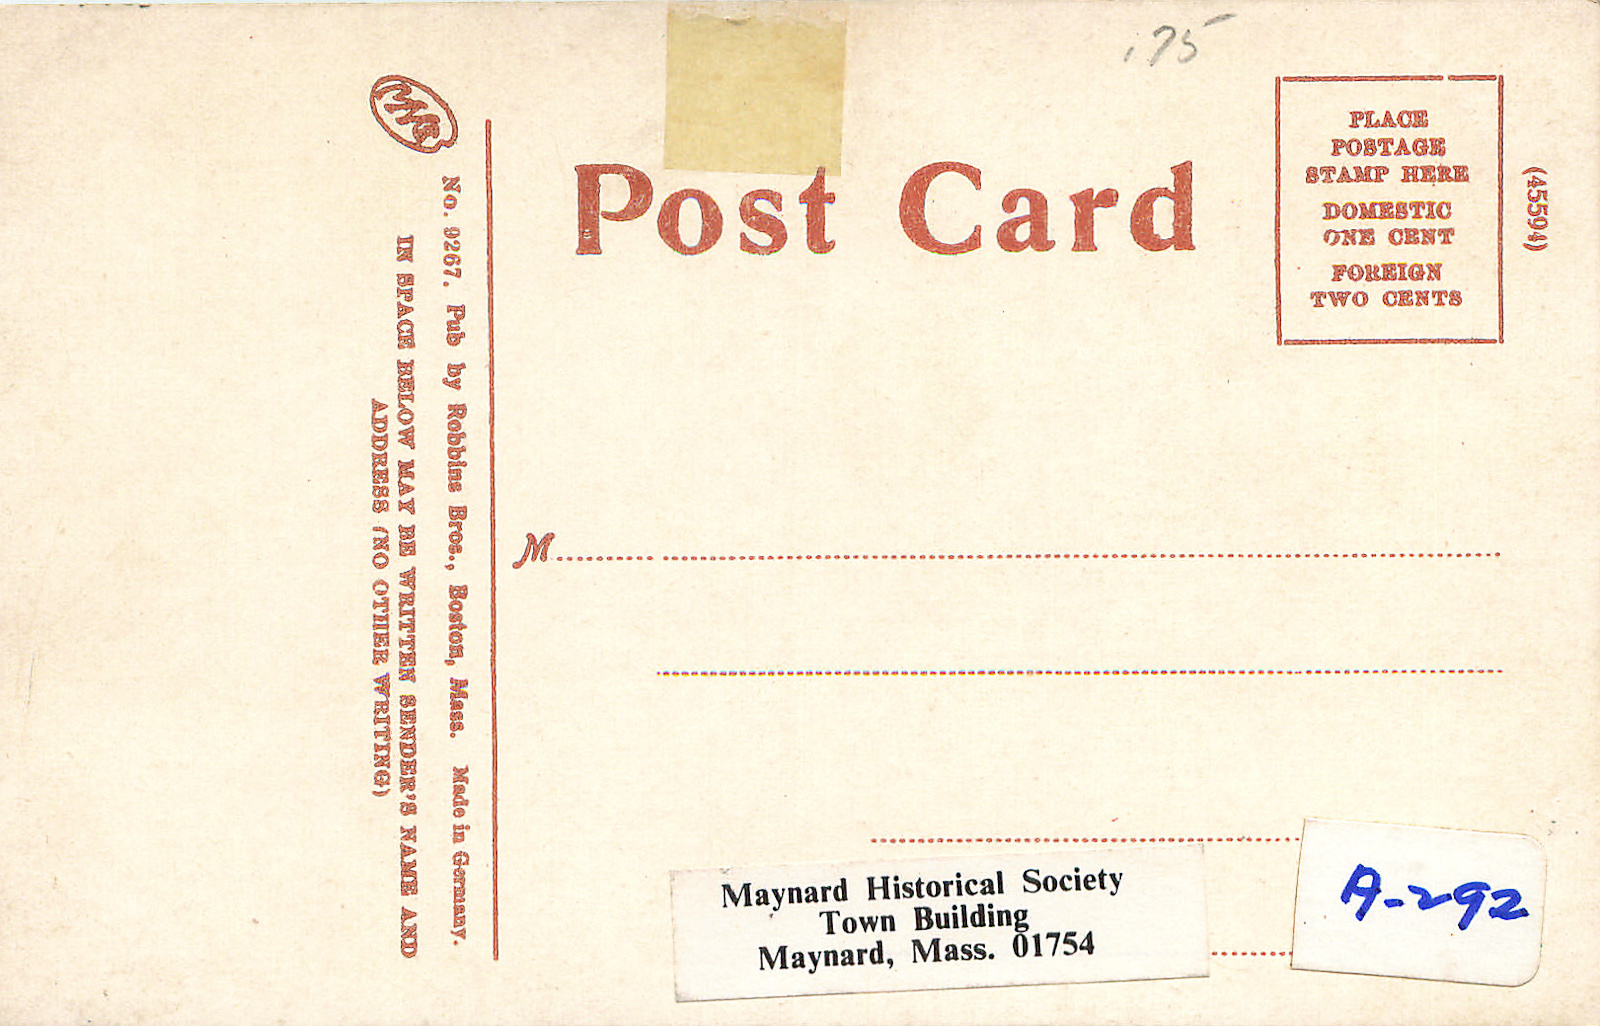 175
Post Card
PLACE
POSTAGE
STAMP HERE
DOMESTIC
ONE CENT
FOREIGN
TWO CENTS
(45594)
No. 9267. Pub by Robbins Bros., Boston, Mass. Made in Germany.
IN SPACE BELOW MAY BE WRITTEN SENDER'S NAME AND
ADDRESS (NO OTHER WRITING)
M
Maynard Historical Society
Town Building
Maynard, Mass. 01754
A-292